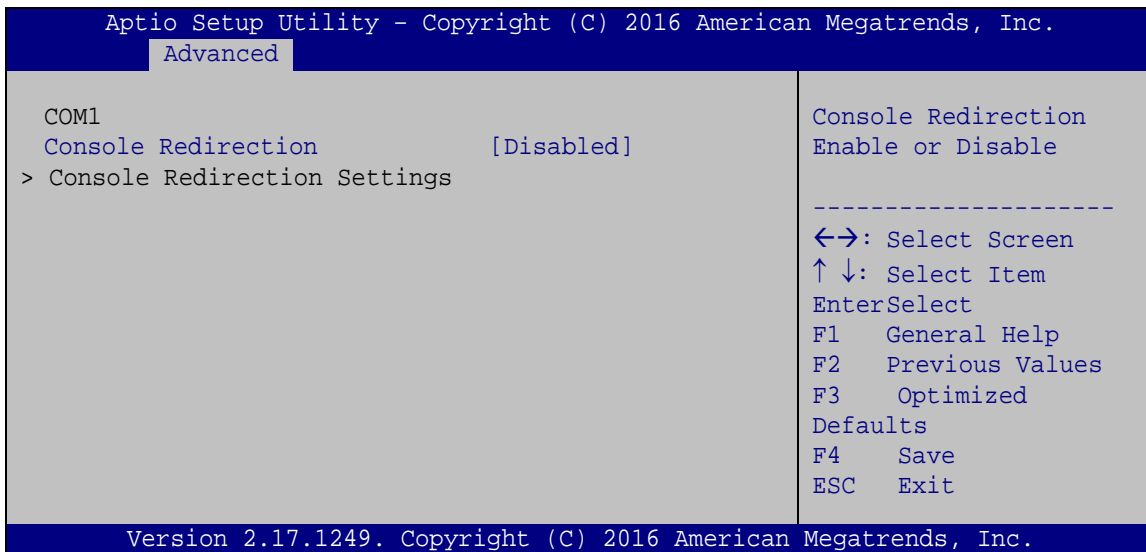 Aptio Setup Utility – Copyright (C) 2016 American Megatrends, Inc.
Advanced
COM1
Console Redirection [Disabled]
> Console Redirection Settings
Console Redirection
Enable or Disable
---------------------
←→: Select Screen
↑ ↓: Select Item
EnterSelect
F1 General Help
F2 Previous Values
F3 Optimized
Defaults
F4 Save
ESC Exit
Version 2.17.1249. Copyright (C) 2016 American Megatrends, Inc.